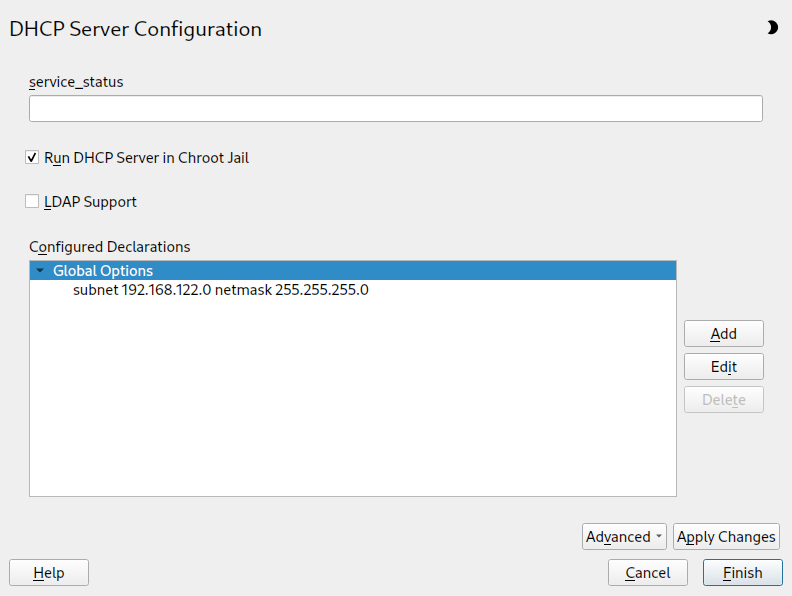 DHCP Server Configuration
service_status
Run DHCP Server in Chroot Jail
LDAP Support
Configured Declarations
Global Options
subnet 192.168.122.0 netmask 255.255.255.0
Add
Edit
Delete
Advanced
Apply Changes
Help
Cancel
Finish